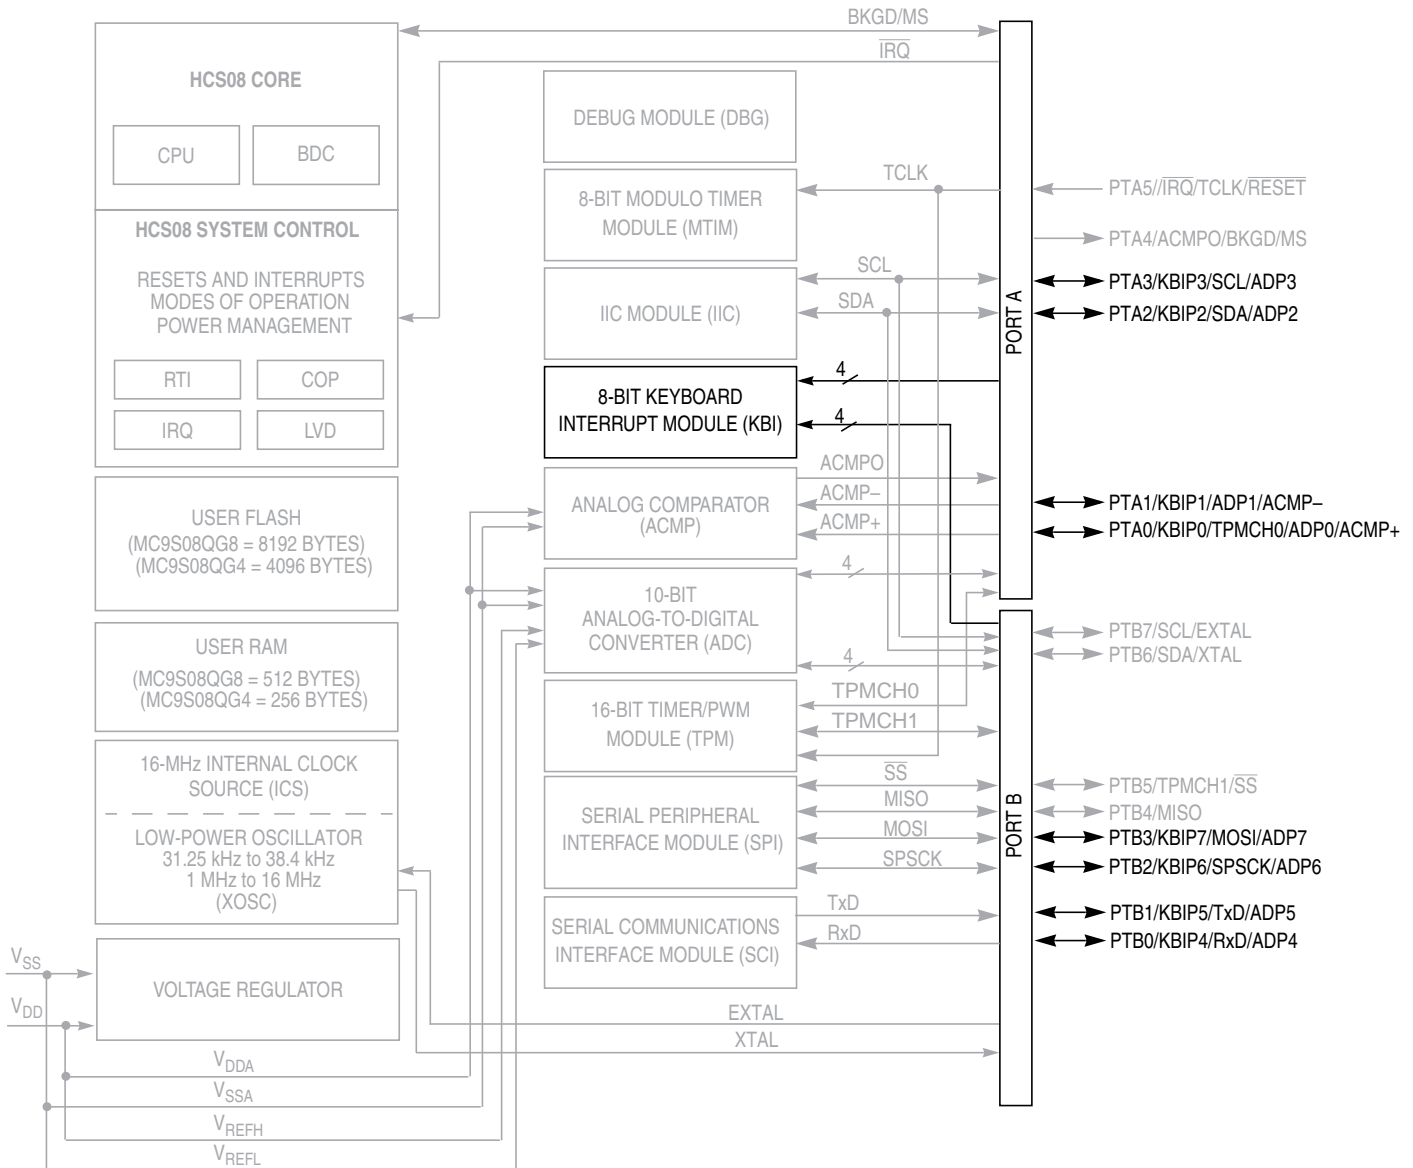 BKGD/MS
IRQ
HCS08 CORE
CPU
BDC
HCS08 SYSTEM CONTROL
RESETS AND INTERRUPTS
MODES OF OPERATION
POWER MANAGEMENT
RTI
COP
IRQ
LVD
USER FLASH
(MC9S08QG8 = 8192 BYTES)
(MC9S08QG4 = 4096 BYTES)
USER RAM
(MC9S08QG8 = 512 BYTES)
(MC9S08QG4 = 256 BYTES)
16-MHz INTERNAL CLOCK
SOURCE (ICS)
LOW-POWER OSCILLATOR
31.25 kHz to 38.4 kHz
1 MHz to 16 MHz
(XOSC)
VSS
VDD
VOLTAGE REGULATOR
VDDA
VSSA
VREFH
VREFL
DEBUG MODULE (DBG)
8-BIT MODULO TIMER
MODULE (MTIM)
TCLK
IIC MODULE (IIC)
SCL
SDA
8-BIT KEYBOARD
INTERRUPT MODULE (KBI)
4
4
ANALOG COMPARATOR
(ACMP)
ACMPO
ACMP–
ACMP+
10-BIT
ANALOG-TO-DIGITAL
CONVERTER (ADC)
4
4
16-BIT TIMER/PWM
MODULE (TPM)
TPMCH0
TPMCH1
SERIAL PERIPHERAL
INTERFACE MODULE (SPI)
SS
MISO
MOSI
SPSCK
SERIAL COMMUNICATIONS
INTERFACE MODULE (SCI)
TxD
RxD
EXTAL
XTAL
PORT A
PTA5//IRQ/TCLK/RESET
PTA4/ACMPO/BKGD/MS
PTA3/KBIP3/SCL/ADP3
PTA2/KBIP2/SDA/ADP2
PTA1/KBIP1/ADP1/ACMP–
PTA0/KBIP0/TPMCH0/ADP0/ACMP+
PORT B
PTB7/SCL/EXTAL
PTB6/SDA/XTAL
PTB5/TPMCH1/SS
PTB4/MISO
PTB3/KBIP7/MOSI/ADP7
PTB2/KBIP6/SPSCK/ADP6
PTB1/KBIP5/TxD/ADP5
PTB0/KBIP4/RxD/ADP4